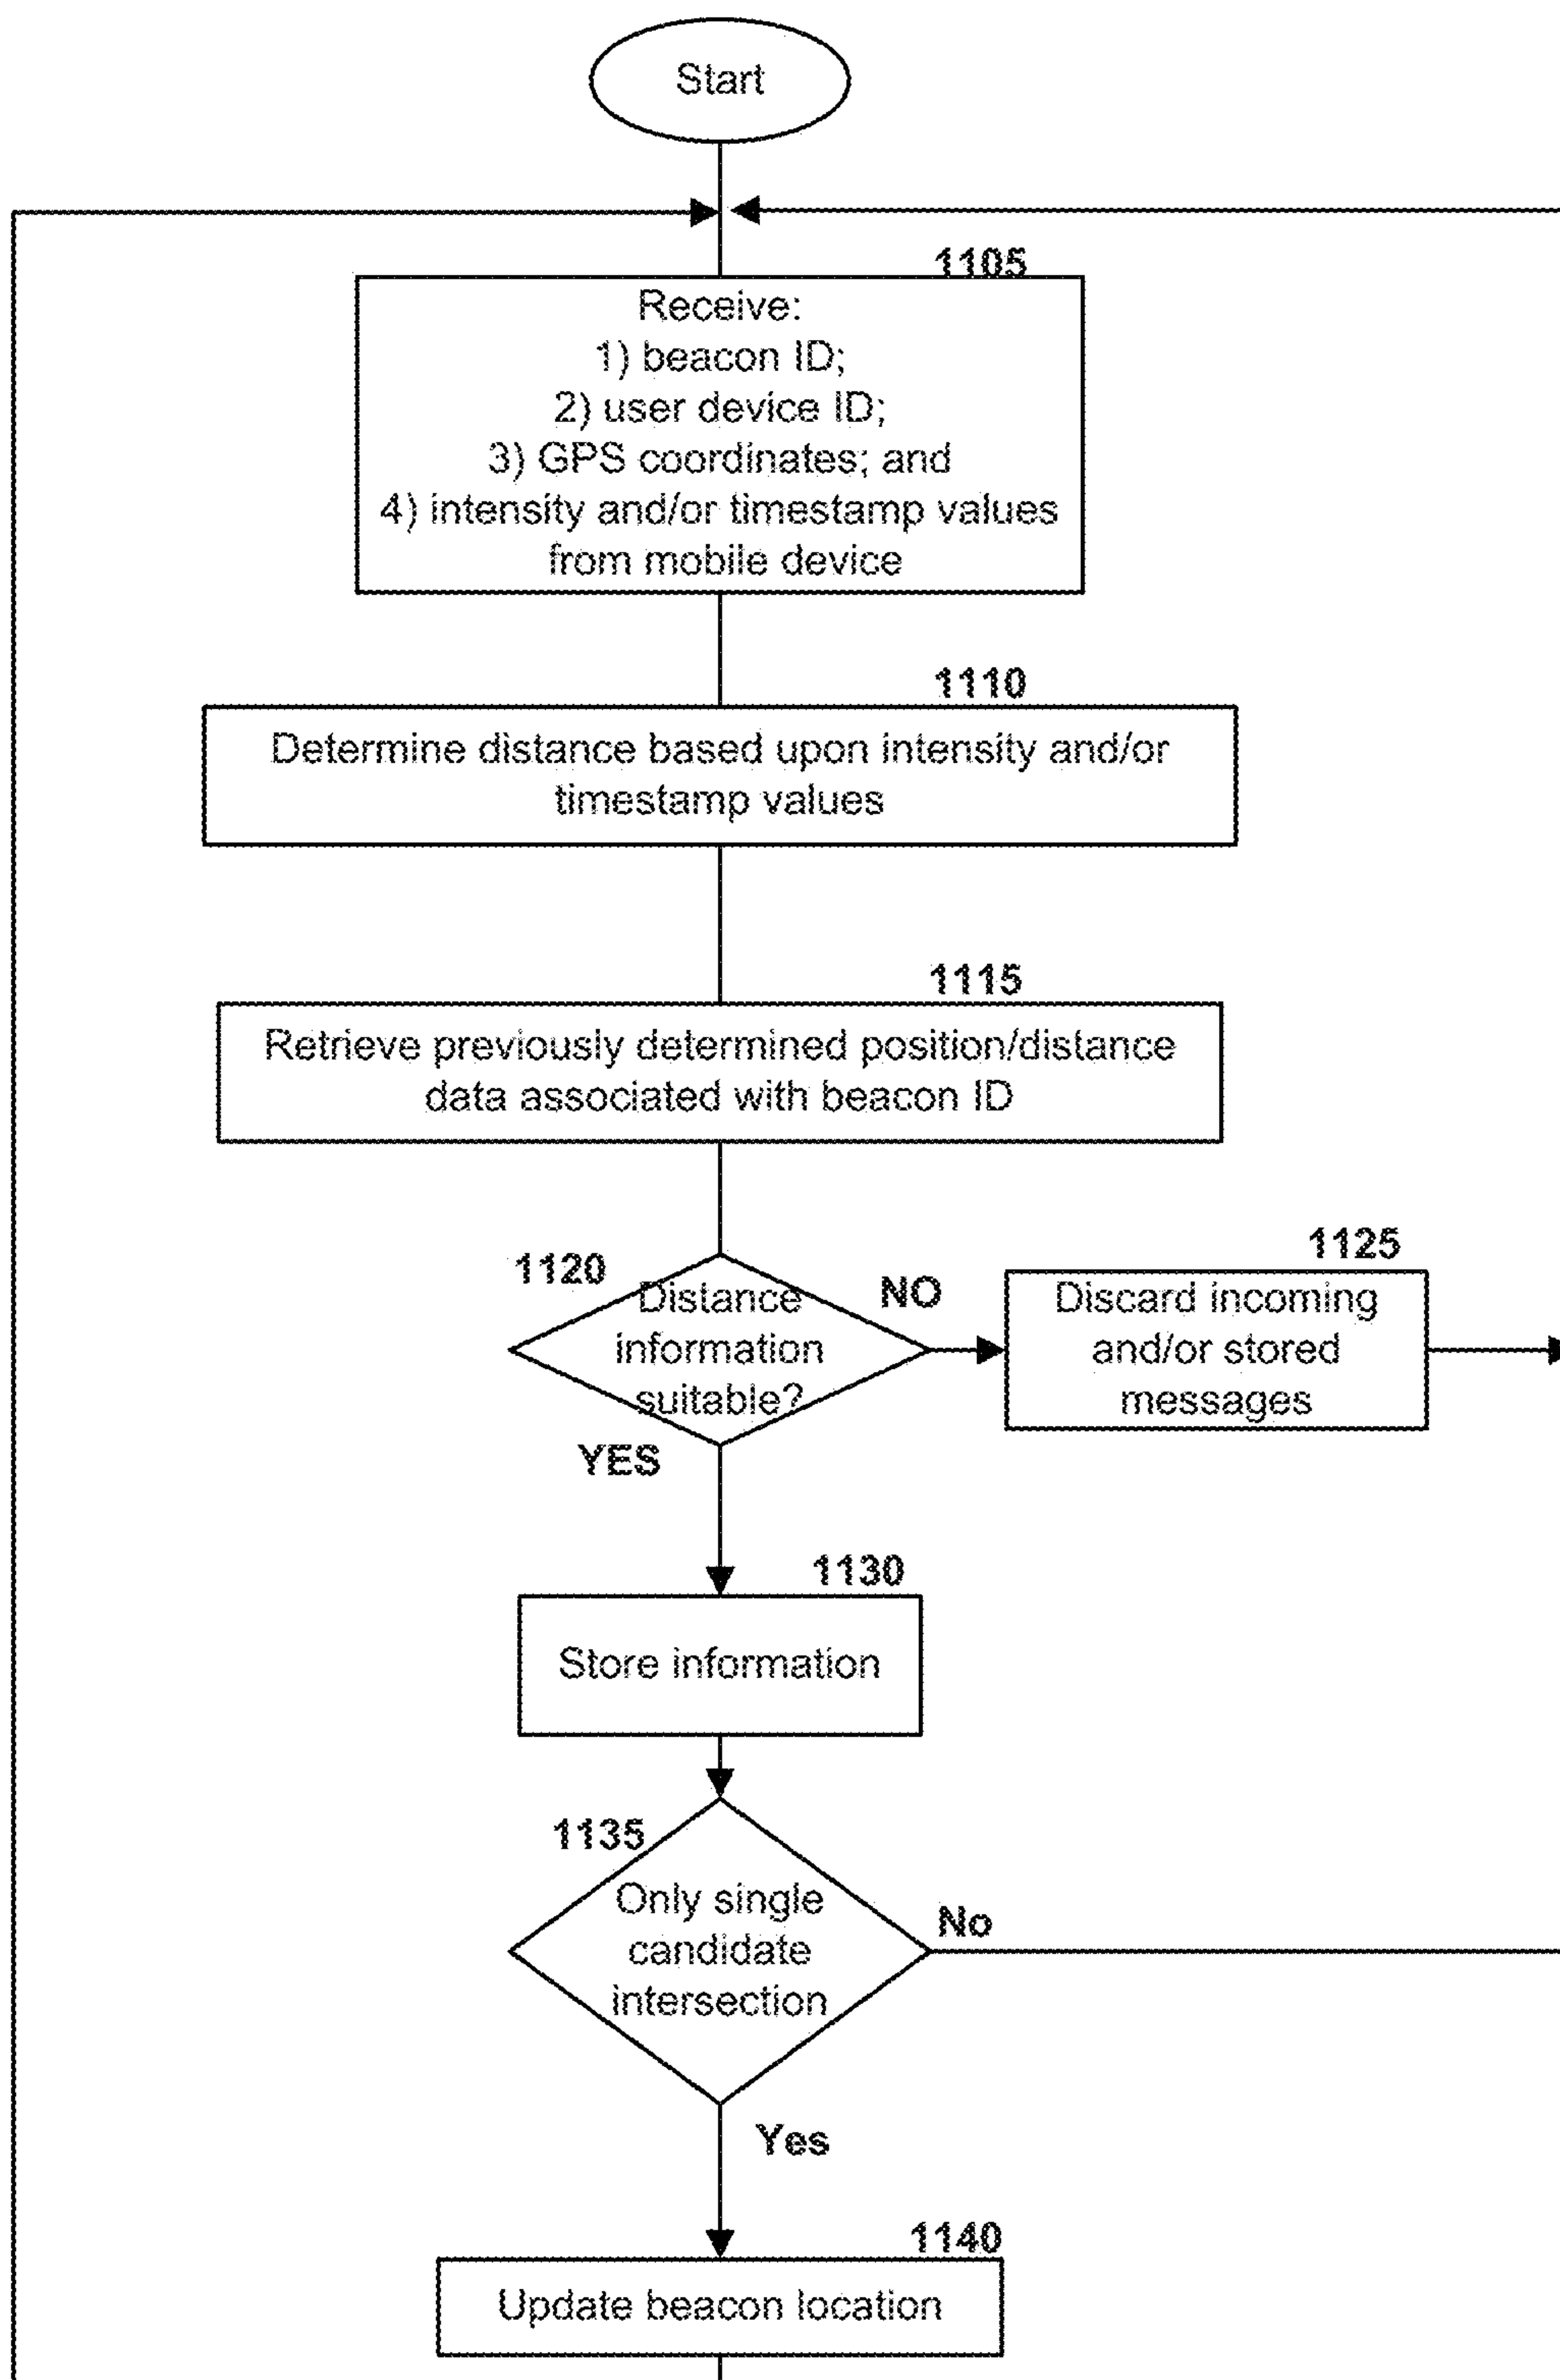 Start
1105
Receive:
1) beacon ID;
2) user device ID;
3) GPS coordinates; and
4) intensity and/or timestamp values
from mobile device
1110
Determine distance based upon intensity and/or
timestamp values
1115
Retrieve previously determined position/distance
data associated with beacon ID
1120
Distance
information
suitable?
NO
1125
Discard incoming
and/or stored
messages
YES
1130
Store information
1135
Only single
candidate
intersection
No
Yes
1140
Update beacon location